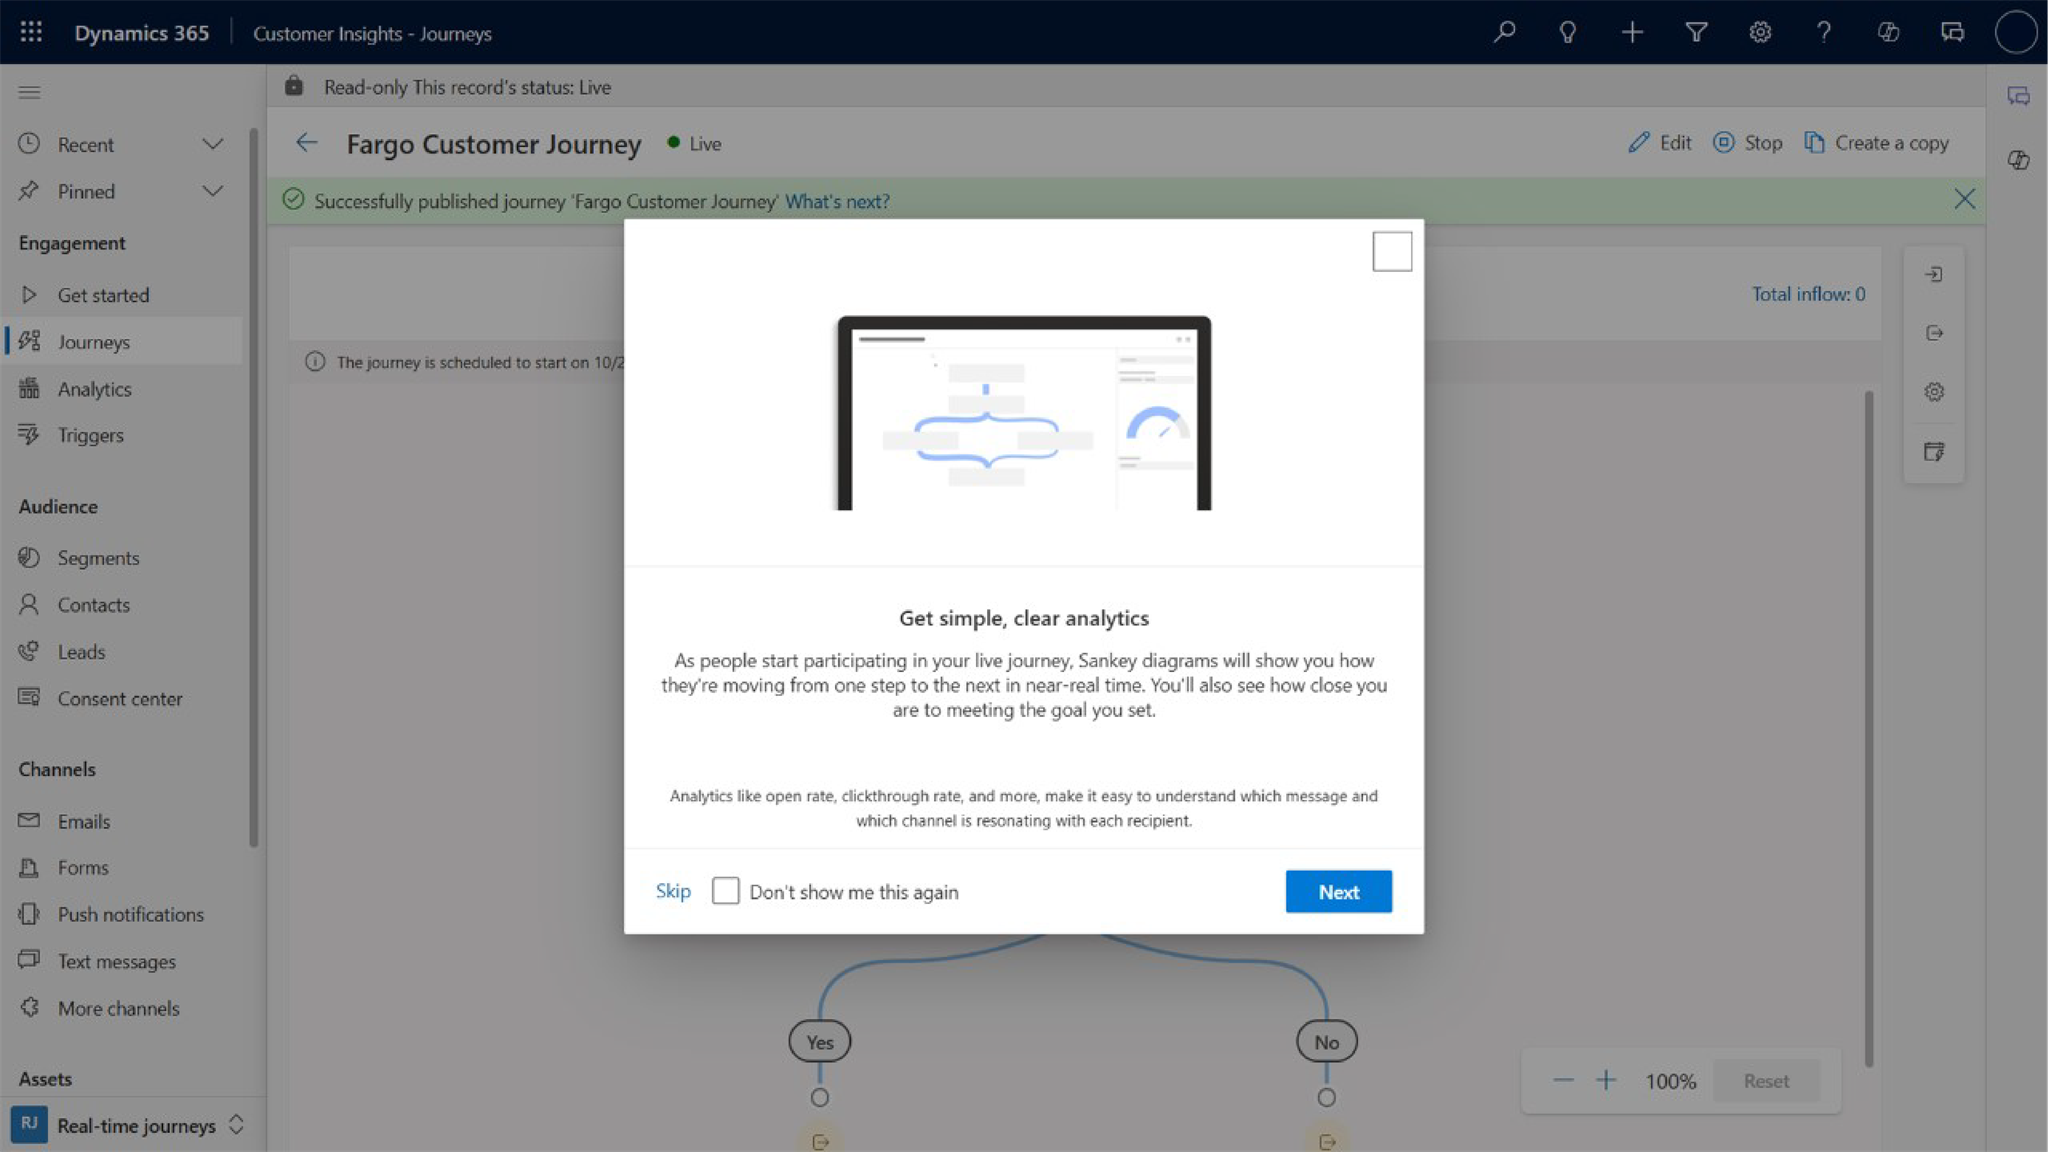 Dynamics 365
Customer Insights - Journeys
Read-only This record's status: Live
Fargo Customer Journey
Live
Edit
Stop
Create a copy
Successfully published journey 'Fargo Customer Journey' What's next?
Recent
Pinned
Engagement
Get started
Journeys
Analytics
Triggers
Audience
Segments
Contacts
Leads
Consent center
Channels
Emails
Forms
Push notifications
Text messages
More channels
Assets
RJ
Real-time journeys
Total inflow: 0
The journey is scheduled to start on 10/2
Get simple, clear analytics
As people start participating in your live journey, Sankey diagrams will show you how
they're moving from one step to the next in near-real time. You'll also see how close you
are to meeting the goal you set.
Analytics like open rate, clickthrough rate, and more, make it easy to understand which message and
which channel is resonating with each recipient.
Skip
Don't show me this again
Next
Yes
No
100%
Reset